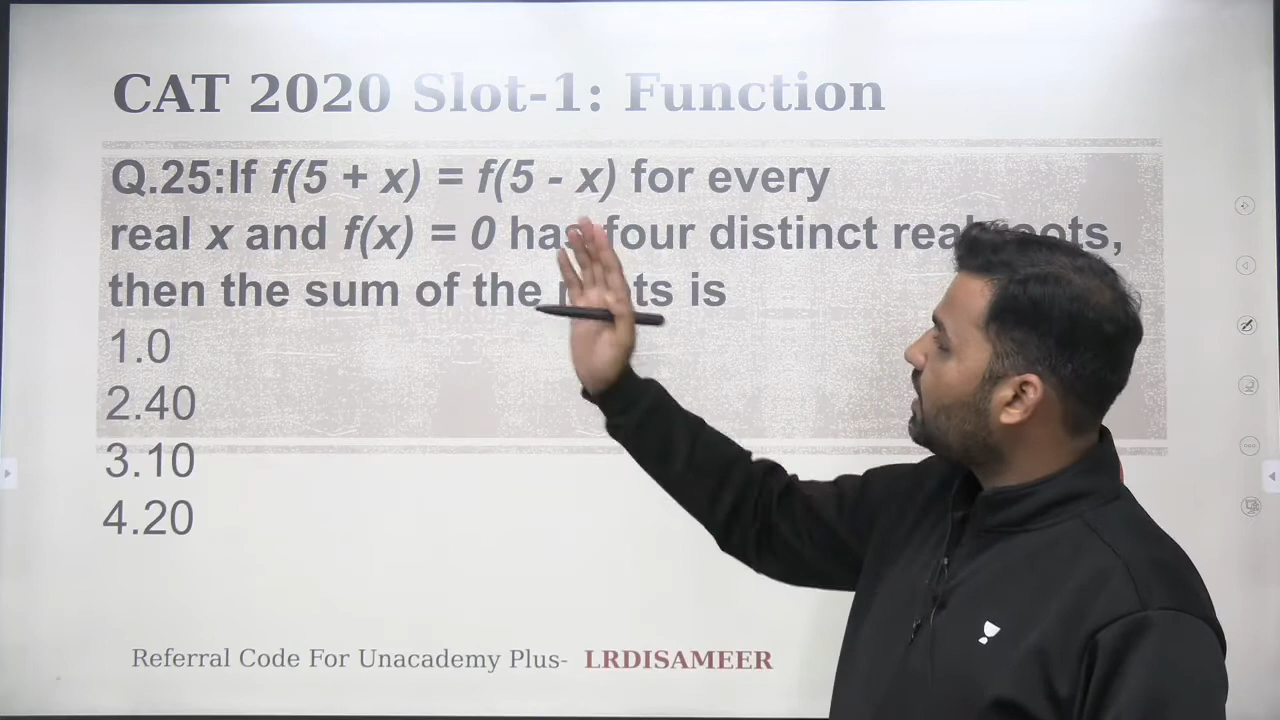 CAT 2020 Slot-1: Function
Q.25:If f(5 + x) = f(5 - x) for every
real x and f(x) = 0 has four distinct real roots,
then the sum of the roots is
1.0
2.40
3.10
4.20
Referral Code For Unacademy Plus- LRDISAMEER